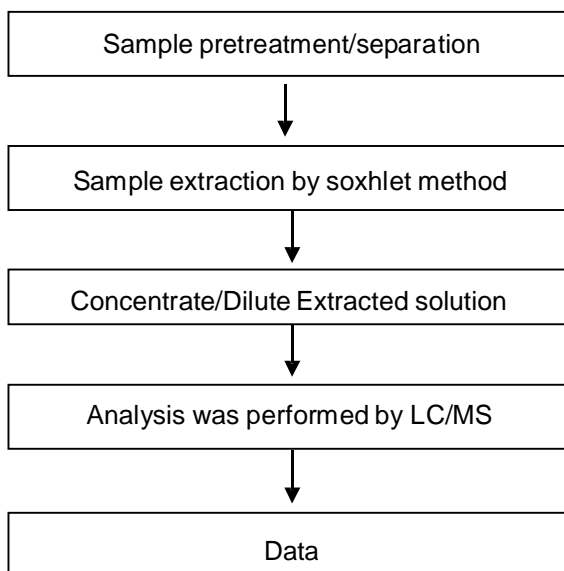 Sample pretreatment/separation
Sample extraction by soxhlet method
Concentrate/Dilute Extracted solution
Analysis was performed by LC/MS
Data